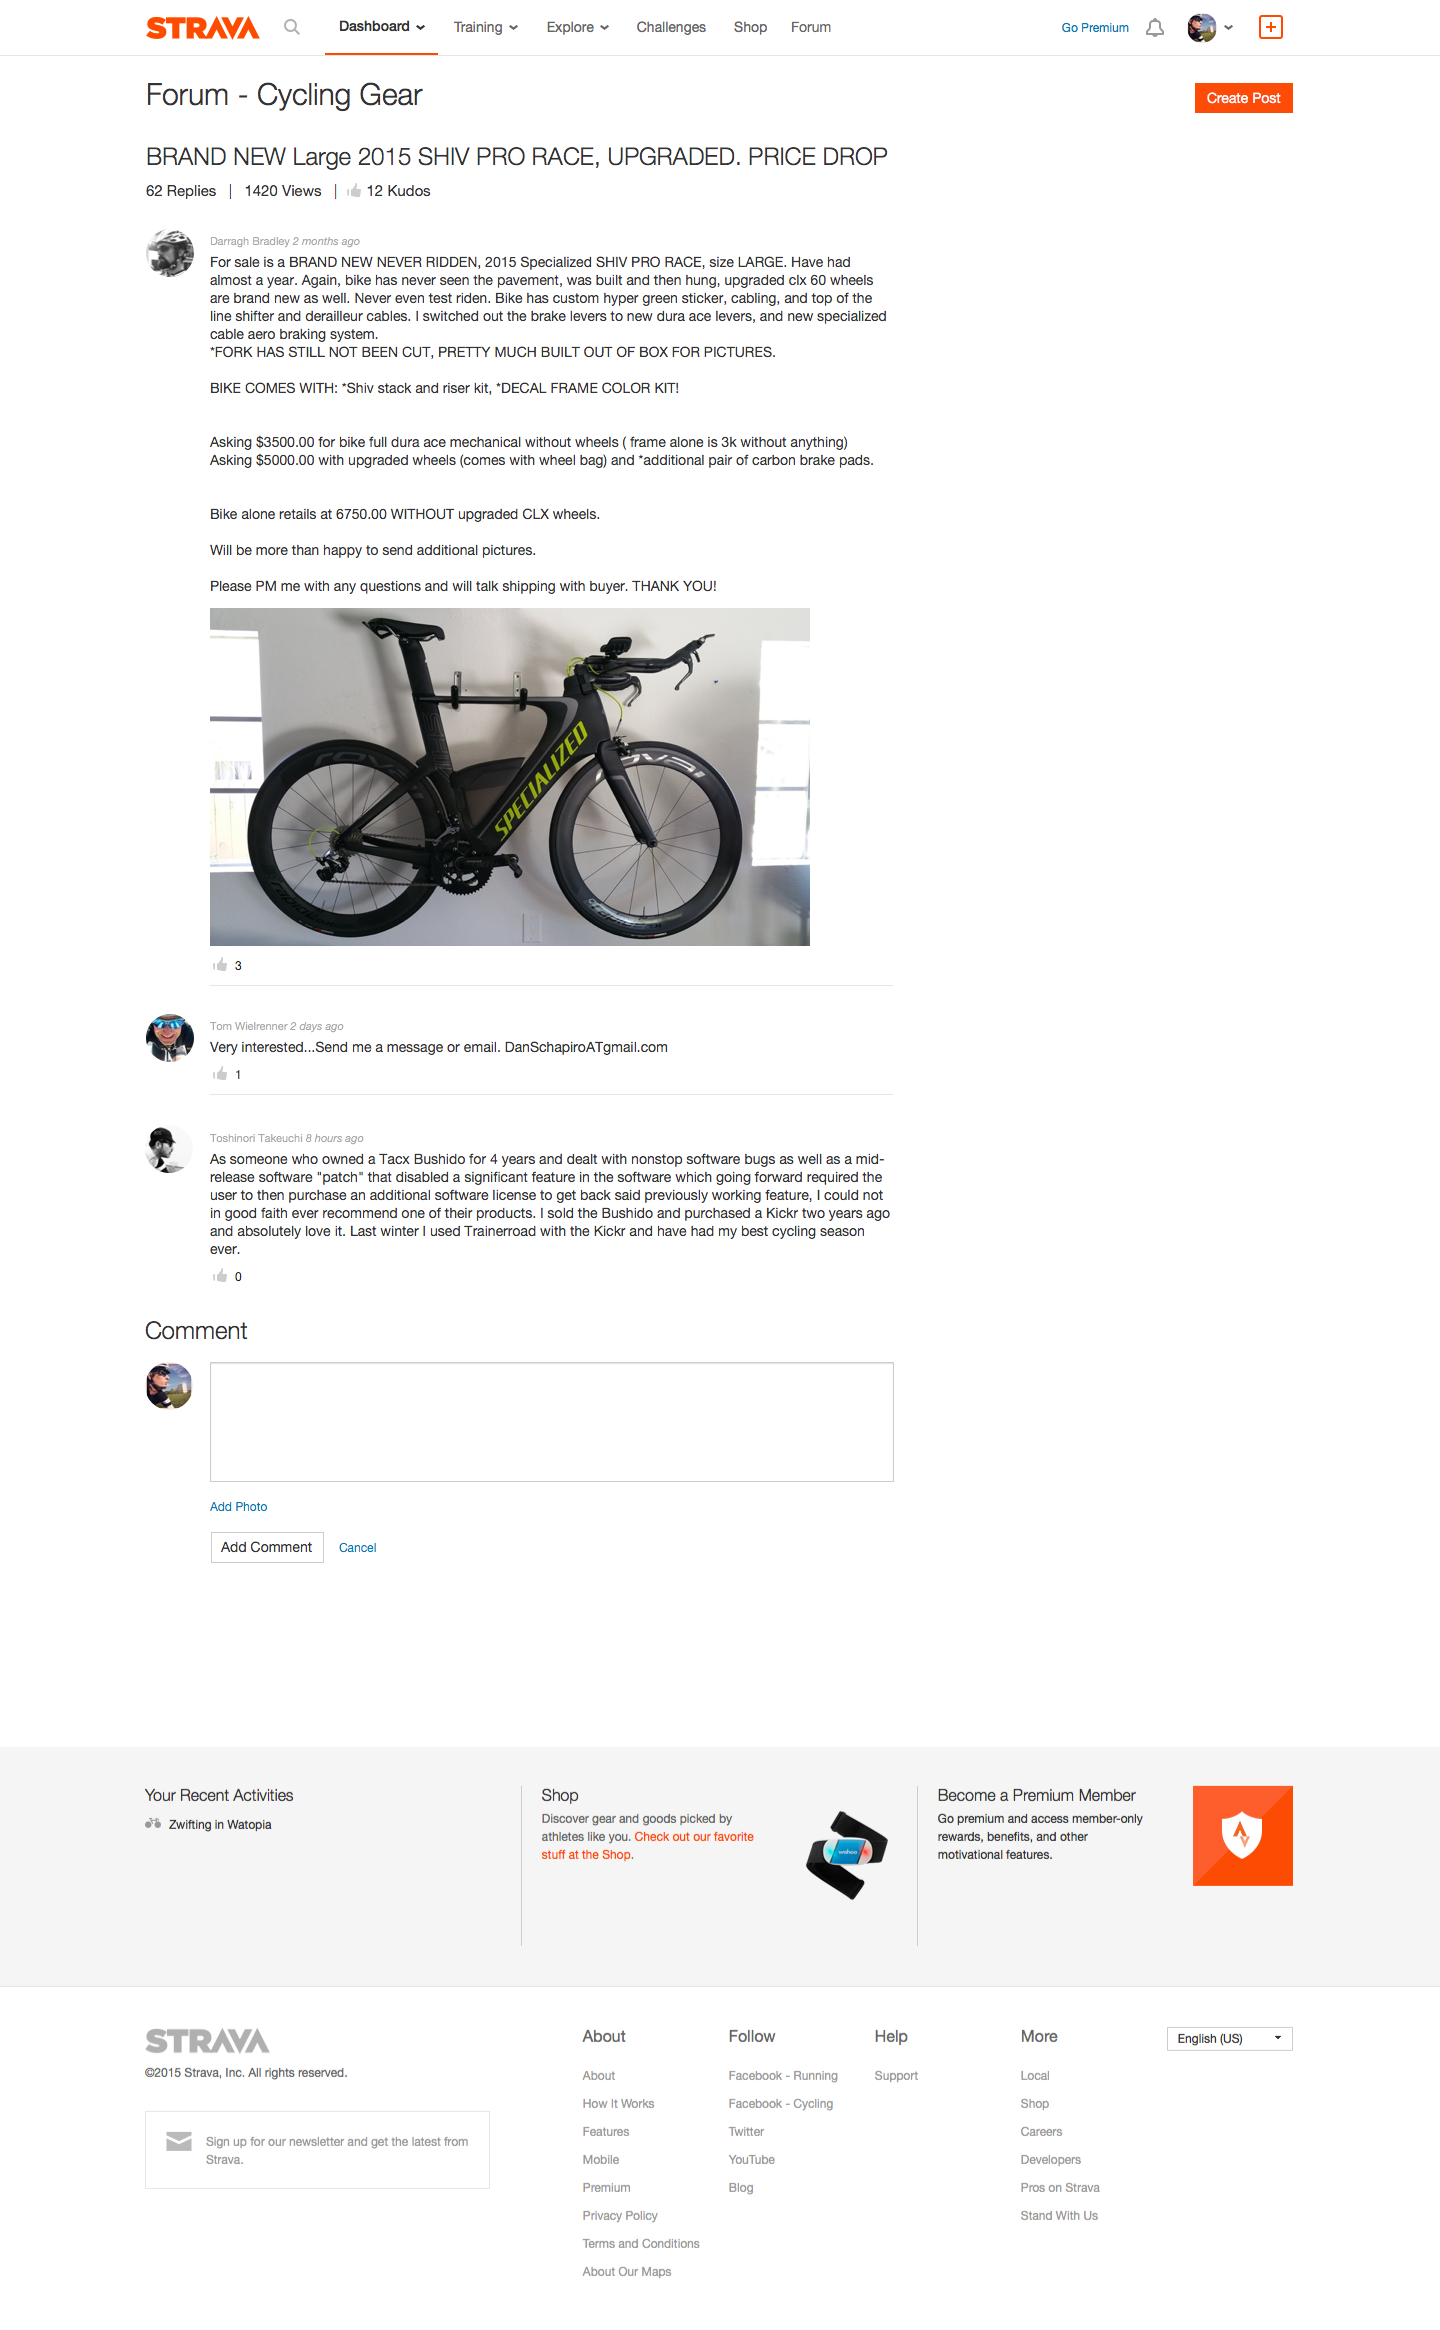 STRAVA
Dashboard
Training
Explore
Challenges
Shop
Forum
Go Premium
Forum - Cycling Gear
Create Post
BRAND NEW Large 2015 SHIV PRO RACE, UPGRADED. PRICE DROP
62 Replies | 1420 Views | 12 Kudos
Darragh Bradley 2 months ago
For sale is a BRAND NEW NEVER RIDDEN, 2015 Specialized SHIV PRO RACE, size LARGE. Have had
almost a year. Again, bike has never seen the pavement, was built and then hung, upgraded clx 60 wheels
are brand new as well. Never even test riden. Bike has custom hyper green sticker, cabling, and top of the
line shifter and derailleur cables. I switched out the brake levers to new dura ace levers, and new specialized
cable aero braking system.
*FORK HAS STILL NOT BEEN CUT, PRETTY MUCH BUILT OUT OF BOX FOR PICTURES.
BIKE COMES WITH: *Shiv stack and riser kit, *DECAL FRAME COLOR KIT!
Asking $3500.00 for bike full dura ace mechanical without wheels ( frame alone is 3k without anything)
Asking $5000.00 with upgraded wheels (comes with wheel bag) and *additional pair of carbon brake pads.
Bike alone retails at 6750.00 WITHOUT upgraded CLX wheels.
Will be more than happy to send additional pictures.
Please PM me with any questions and will talk shipping with buyer. THANK YOU!
roval
roval
SPECIALIZED
3
Tom Wielrenner 2 days ago
Very interested...Send me a message or email. DanSchapiroATgmail.com
1
Toshinori Takeuchi 8 hours ago
As someone who owned a Tacx Bushido for 4 years and dealt with nonstop software bugs as well as a mid-
release software "patch" that disabled a significant feature in the software which going forward required the
user to then purchase an additional software license to get back said previously working feature, I could not
in good faith ever recommend one of their products. I sold the Bushido and purchased a Kickr two years ago
and absolutely love it. Last winter I used Trainerroad with the Kickr and have had my best cycling season
ever.
0
Comment
Add Photo
Add Comment
Cancel
Your Recent Activities
Zwifting in Watopia
Shop
Discover gear and goods picked by
athletes like you. Check out our favorite
stuff at the Shop.
wahoo
Become a Premium Member
Go premium and access member-only
rewards, benefits, and other
motivational features.
STRAVA
©2015 Strava, Inc. All rights reserved.
Sign up for our newsletter and get the latest from
Strava.
About
About
How It Works
Features
Mobile
Premium
Privacy Policy
Terms and Conditions
About Our Maps
Follow
Facebook - Running
Facebook - Cycling
Twitter
YouTube
Blog
Help
Support
More
Local
Shop
Careers
Developers
Pros on Strava
Stand With Us
English (US)